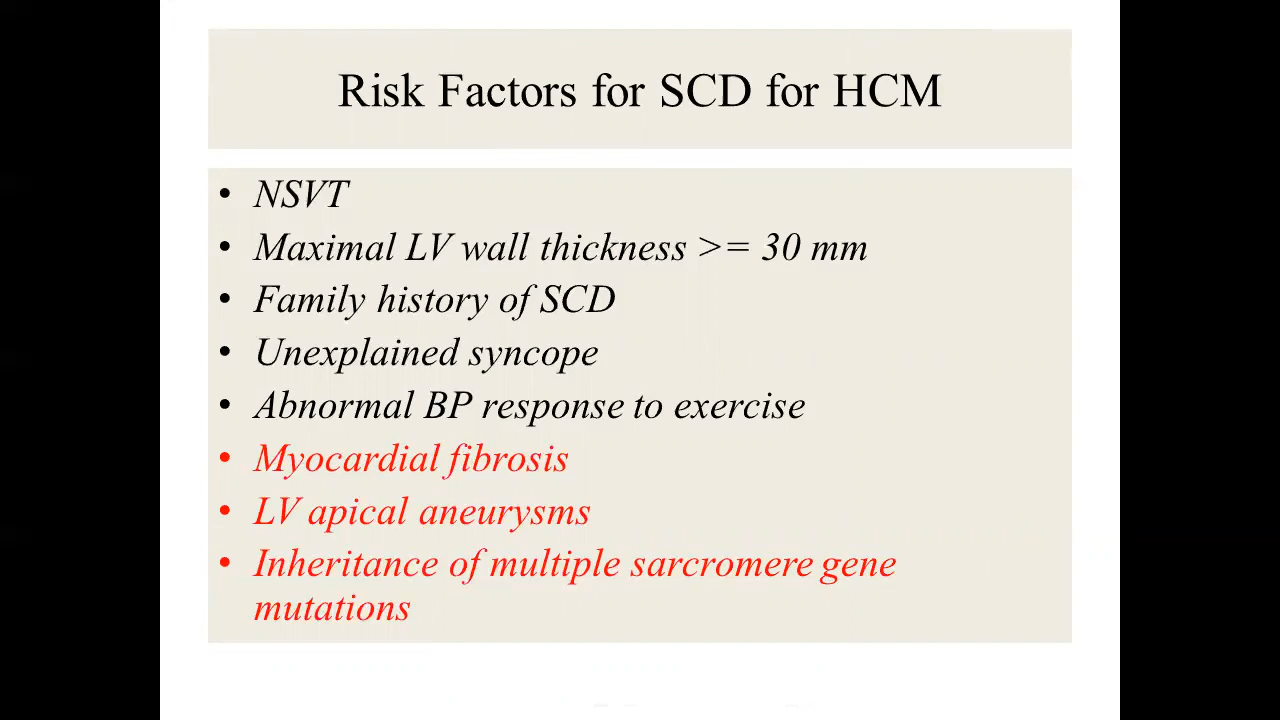 Risk Factors for SCD for HCM
• NSVT
• Maximal LV wall thickness >= 30 mm
• Family history of SCD
• Unexplained syncope
• Abnormal BP response to exercise
• Myocardial fibrosis
• LV apical aneurysms
• Inheritance of multiple sarcromere gene
mutations